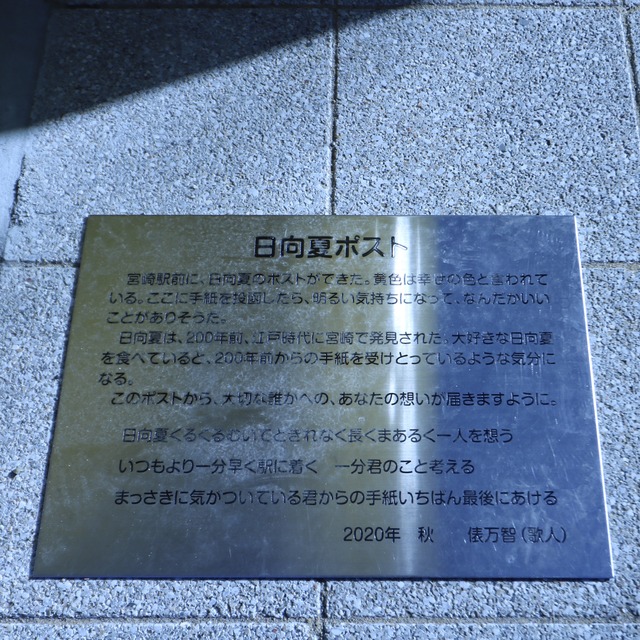 日向夏ポスト
宮崎駅前に、日向夏のポストができた。黄色は幸せの色と言われて
いる。ここに手紙を投函したら、明るい気持ちになって、なんだかいい
ことがありそうだ。
日向夏は、200年前、江戸時代に宮崎で発見された。大好きな日向夏
を食べていると、200年前からの手紙を受けとっているような気分に
なる。
このポストから、大切な誰かへの、あなたの想いが届きますように。
日向夏くるくるむいてとぎれなく長くまあるく一人を想う
いつもより一分早く駅に着く　一分君のこと考える
まっさきに気がついている君からの手紙いちばん最後にあける
2020年　秋　　俵万智（歌人）